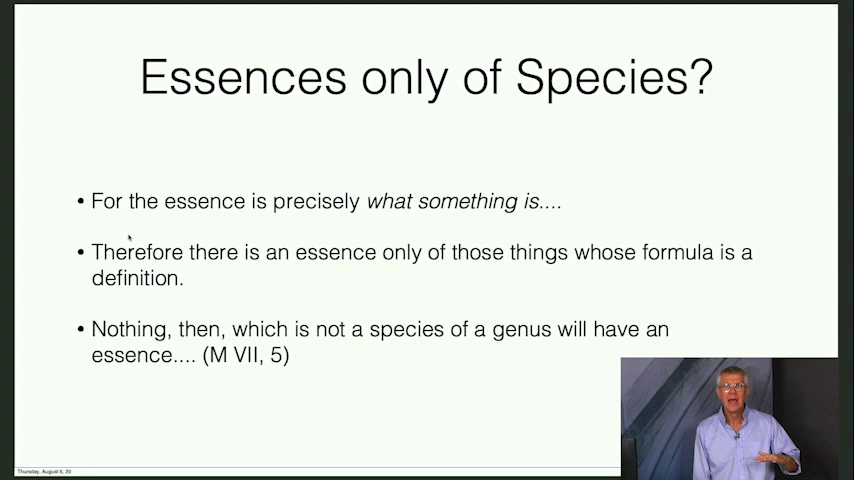 Essences only of Species?
• For the essence is precisely what something is....
• Therefore there is an essence only of those things whose formula is a
definition.
• Nothing, then, which is not a species of a genus will have an
essence.... (M VII, 5)
Thursday, August 6, 20